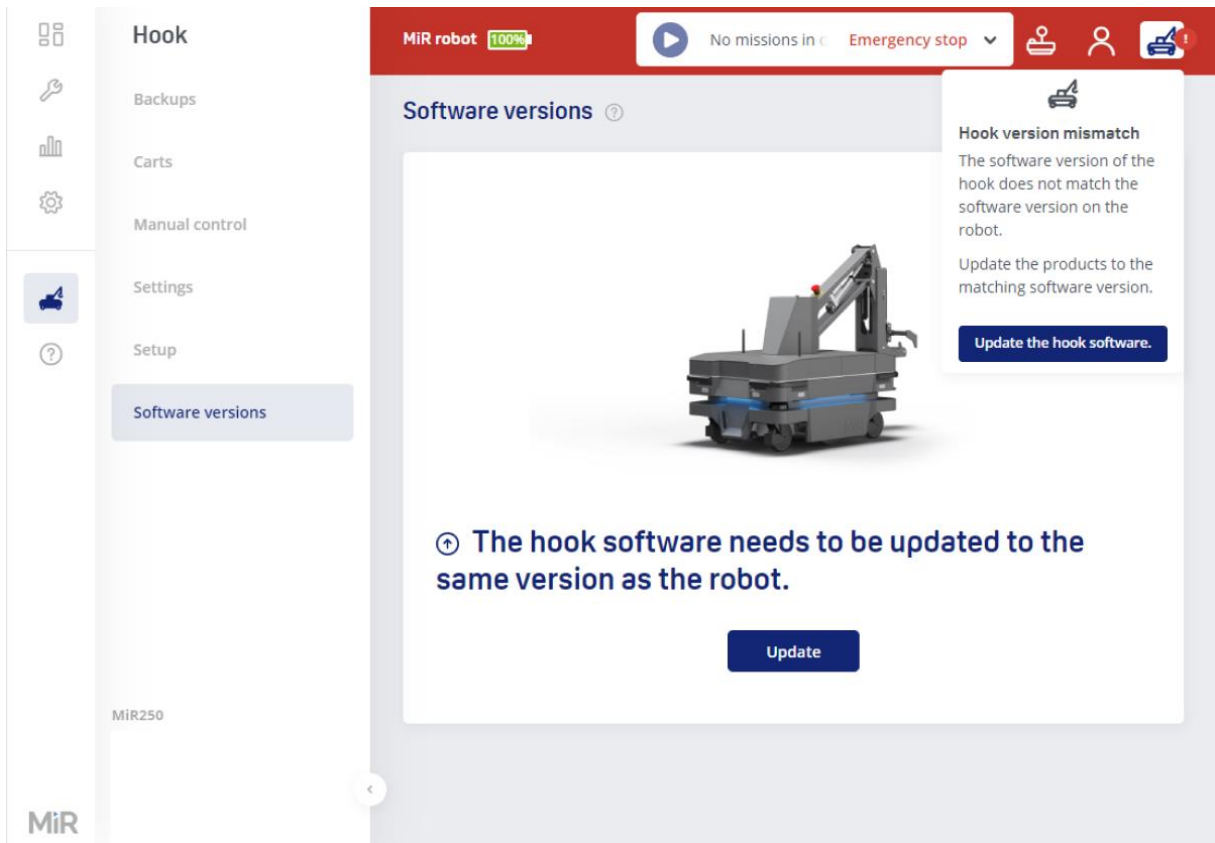 Hook
Backups
Carts
Manual control
Settings
Setup
Software versions
MiR250
MiR
MiR robot 100%
No missions in Emergency stop
Software versions ?
Hook version mismatch
The software version of the
hook does not match the
software version on the
robot.
Update the products to the
matching software version.
Update the hook software.
The hook software needs to be updated to the
same version as the robot.
Update